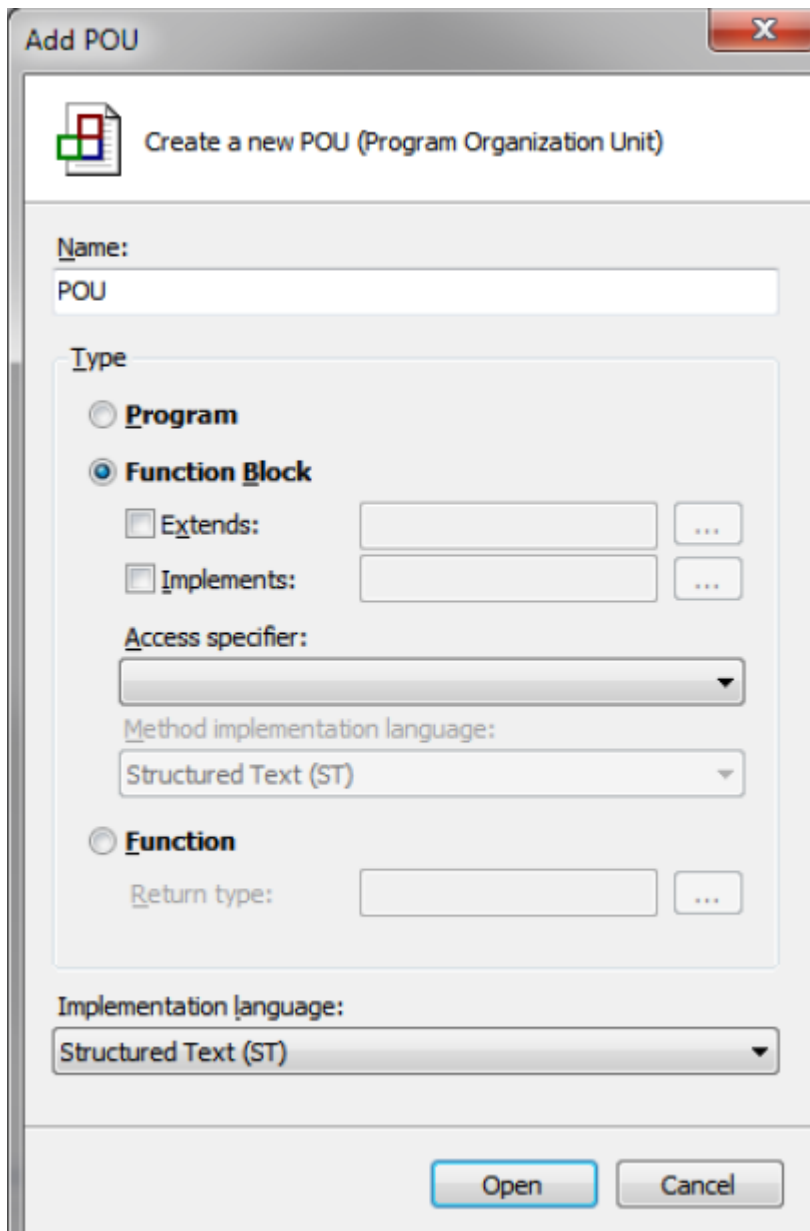 Add POU
Create a new POU (Program Organization Unit)
Name:
POU
Type
Program
Function Block
Extends:
...
Implements:
...
Access specifier:
Method implementation language:
Structured Text (ST)
Function
Return type:
...
Implementation language:
Structured Text (ST)
Open Cancel